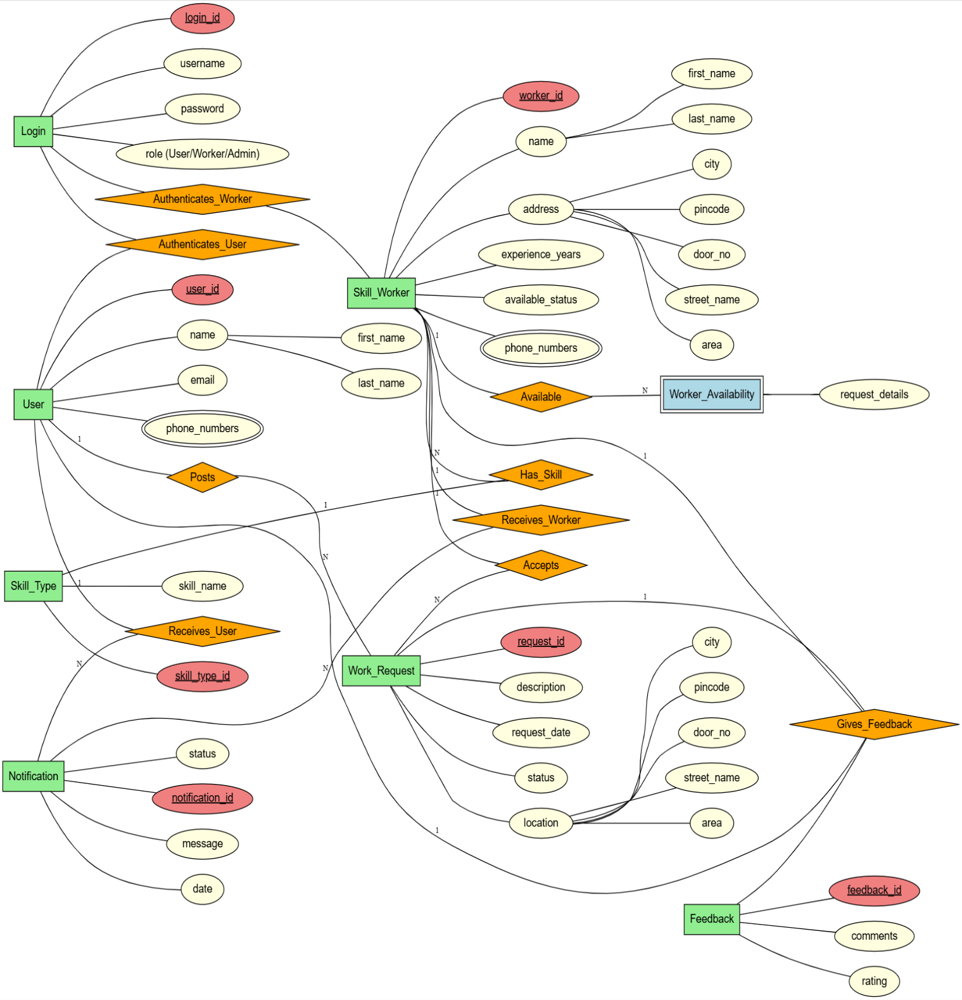 login_id
username
password
Login
role (User/Worker/Admin)
Authenticates_Worker
Authenticates_User
user_id
name
first_name
last_name
email
User
phone_numbers
1
Posts
N
Skill_Type
skill_name
1
1
Receives_User
N
skill_type_id
Notification
status
notification_id
message
date
worker_id
name
first_name
last_name
address
city
pincode
door_no
street_name
area
experience_years
Skill_Worker
available_status
phone_numbers
1
Available
N
Worker_Availability
request_details
N
Has_Skill
1
1
Receives_Worker
N
Accepts
N
1
1
1
Work_Request
request_id
description
request_date
status
location
city
pincode
door_no
street_name
area
Gives_Feedback
feedback_id
Feedback
comments
rating